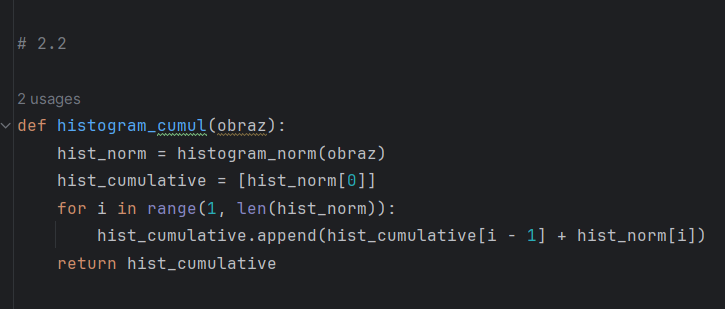 # 2.2
2 usages
def histogram_cumul(obraz):
    hist_norm = histogram_norm(obraz)
    hist_cumulative = [hist_norm[0]]
    for i in range(1, len(hist_norm)):
        hist_cumulative.append(hist_cumulative[i - 1] + hist_norm[i])
    return hist_cumulative